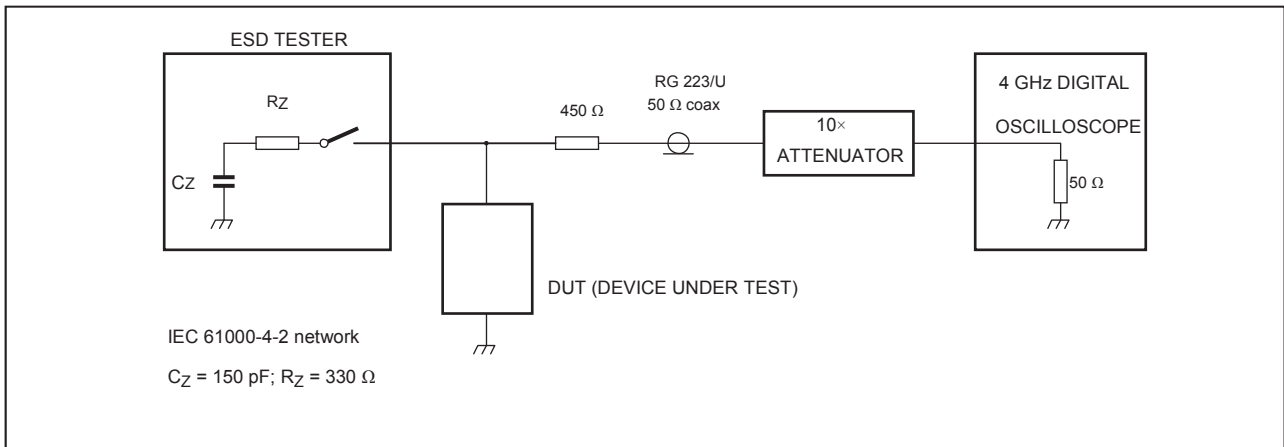 ESD TESTER
RZ
CZ
450 Ω
RG 223/U
50 Ω coax
10×
ATTENUATOR
4 GHz DIGITAL
OSCILLOSCOPE
50 Ω
DUT (DEVICE UNDER TEST)
IEC 61000-4-2 network
CZ = 150 pF; RZ = 330 Ω